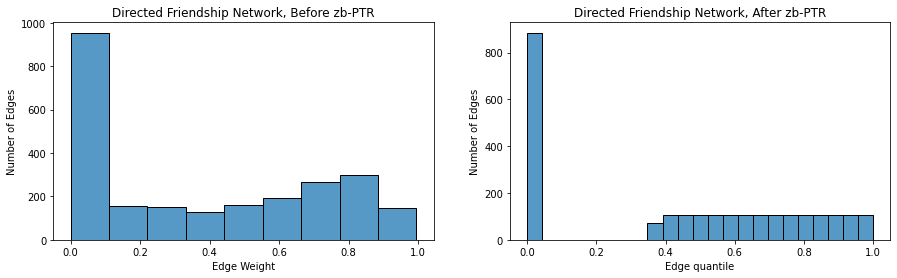 Directed Friendship Network, Before zb-PTR
Number of Edges
1000
800
600
400
200
0
0.0 0.2 0.4 0.6 0.8 1.0
Edge Weight
Directed Friendship Network, After zb-PTR
Number of Edges
800
600
400
200
0
0.0 0.2 0.4 0.6 0.8 1.0
Edge quantile